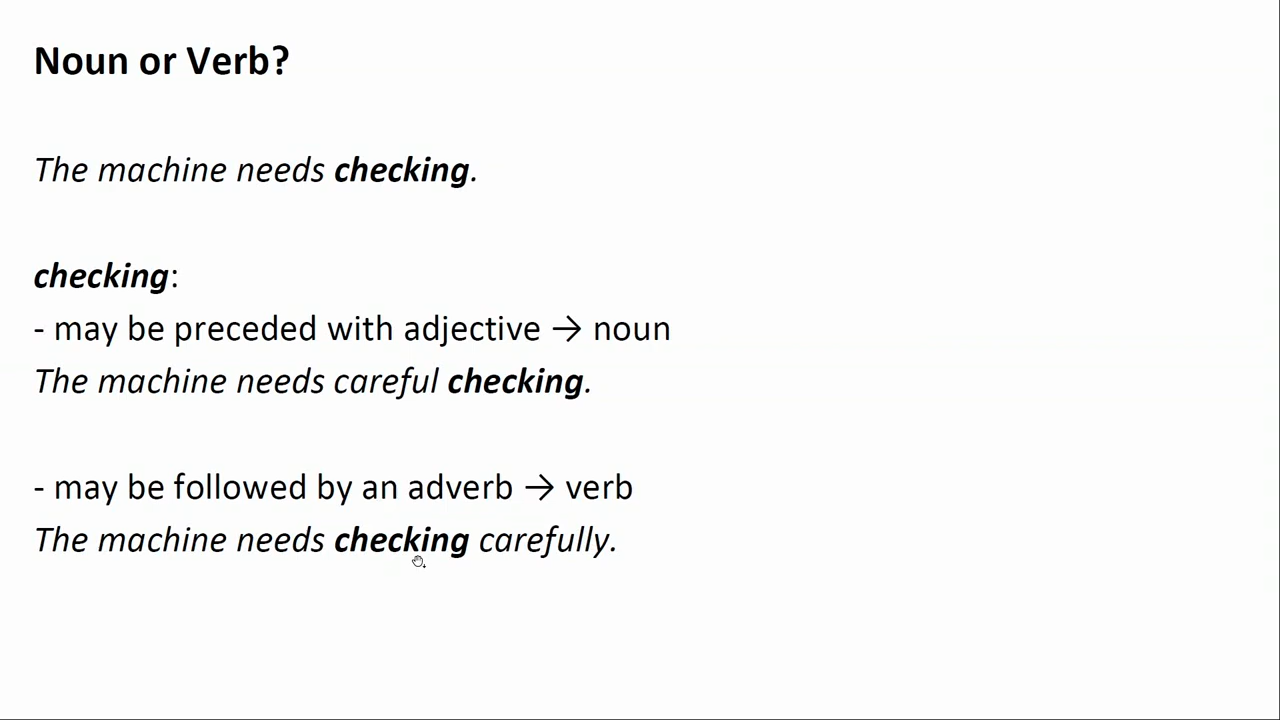 Noun or Verb?
The machine needs checking.
checking:
- may be preceded with adjective → noun
The machine needs careful checking.
- may be followed by an adverb → verb
The machine needs checking carefully.